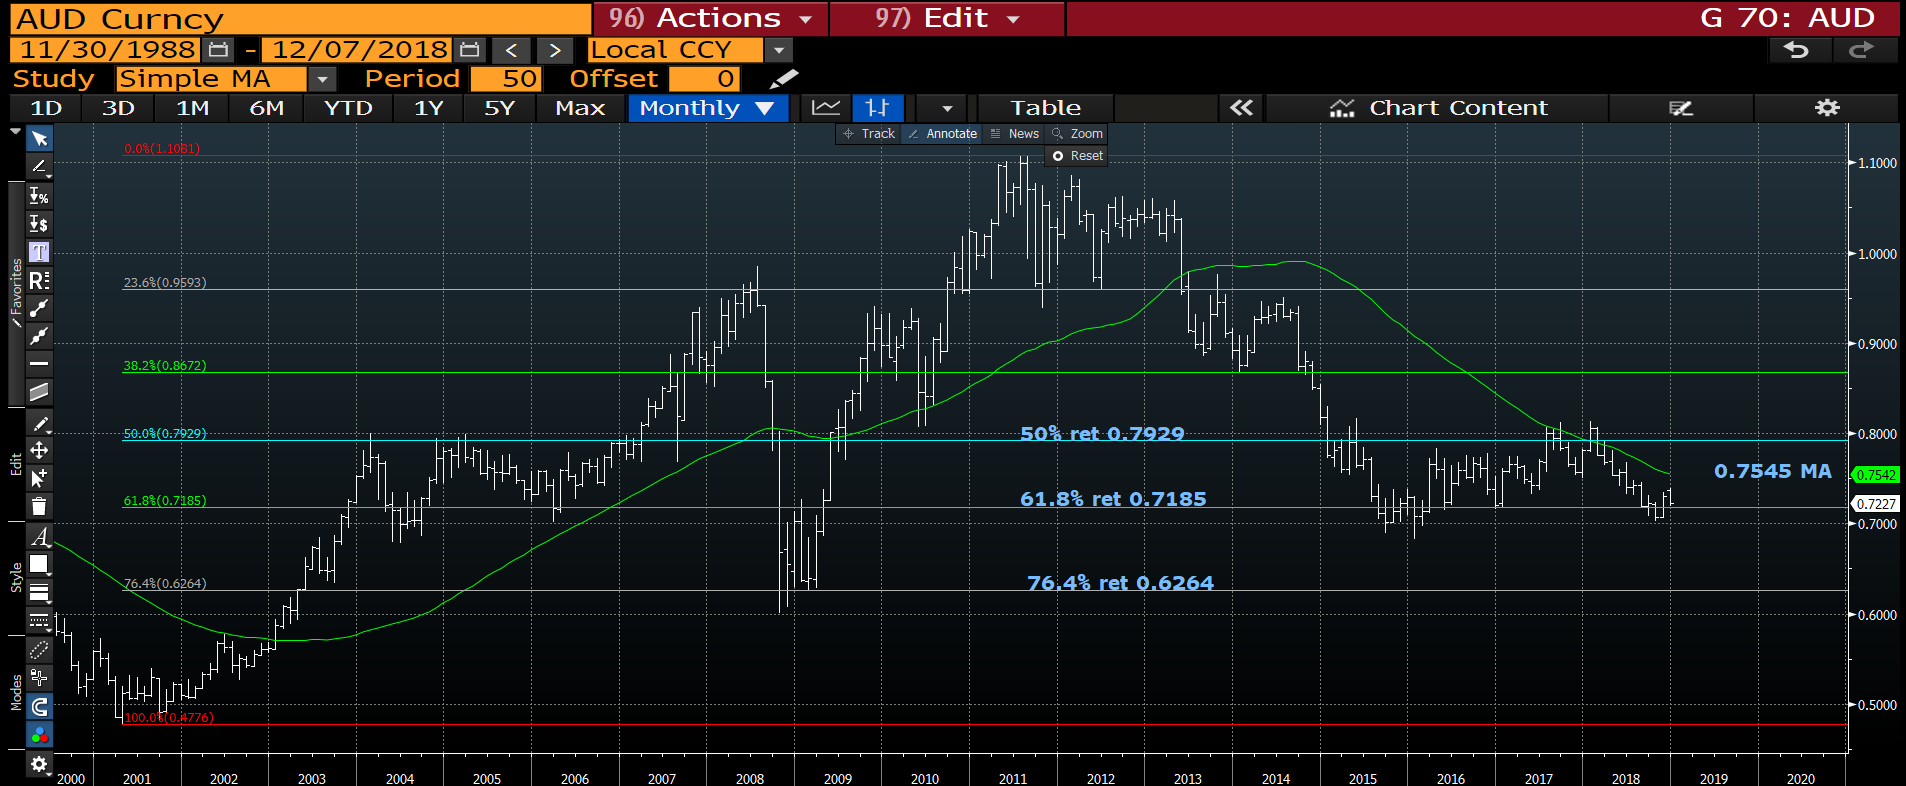 AUD Curncy 96) Actions 97) Edit G 70: AUD
11/30/1988 - 12/07/2018 < > Local CCY
Study Simple MA Period 50 Offset 0
1D 3D 1M 6M YTD 1Y 5Y Max Monthly Table Chart Content
Track Annotate News Zoom
Reset
0.0%(1.1081)
1.1000
1.0000
23.6%(0.9593)
0.9000
38.2%(0.8672)
50.0%(0.7929) 50% ret 0.7929 0.8000
0.7545 MA 0.7542
61.8%(0.7185) 61.8% ret 0.7185 0.7227
0.7000
76.4%(0.6264) 76.4% ret 0.6264
0.6000
0.5000
100.0%(0.4776)
Favorites
Edit
Style
Modes
2000 2001 2002 2003 2004 2005 2006 2007 2008 2009 2010 2011 2012 2013 2014 2015 2016 2017 2018 2019 2020
% $ T R A